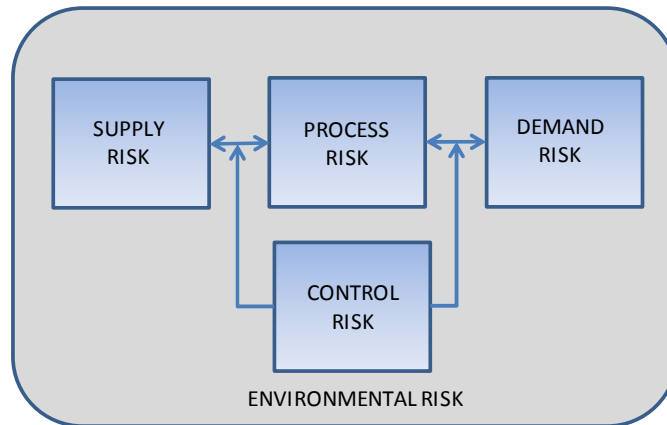 SUPPLY
RISK
PROCESS
RISK
DEMAND
RISK
CONTROL
RISK
ENVIRONMENTAL RISK